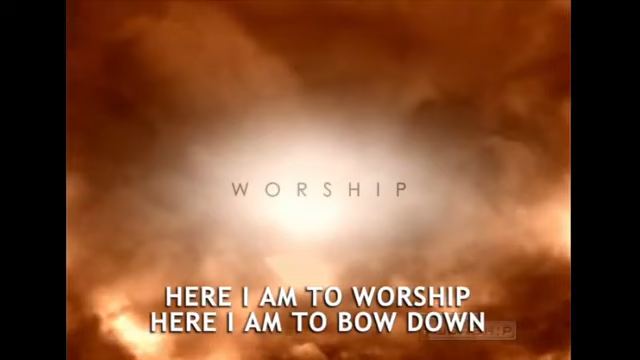 WORSHIP
HERE I AM TO WORSHIP
HERE I AM TO BOW DOWN